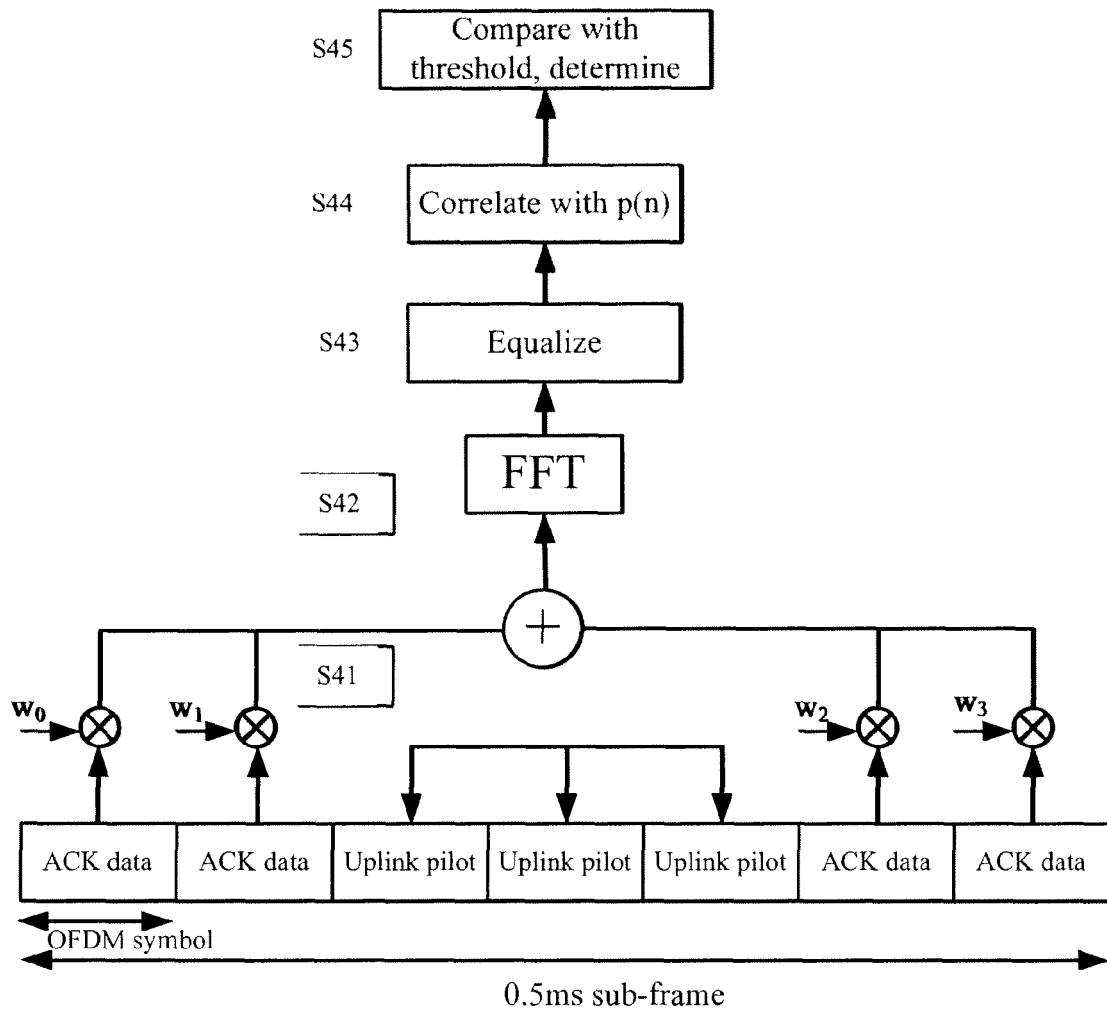 S45
Compare with
threshold, determine
S44
Correlate with p(n)
S43
Equalize
FFT
S42
+
S41
w0
w1
w2
w3
ACK data
ACK data
Uplink pilot
Uplink pilot
Uplink pilot
ACK data
ACK data
OFDM symbol
0.5ms sub-frame